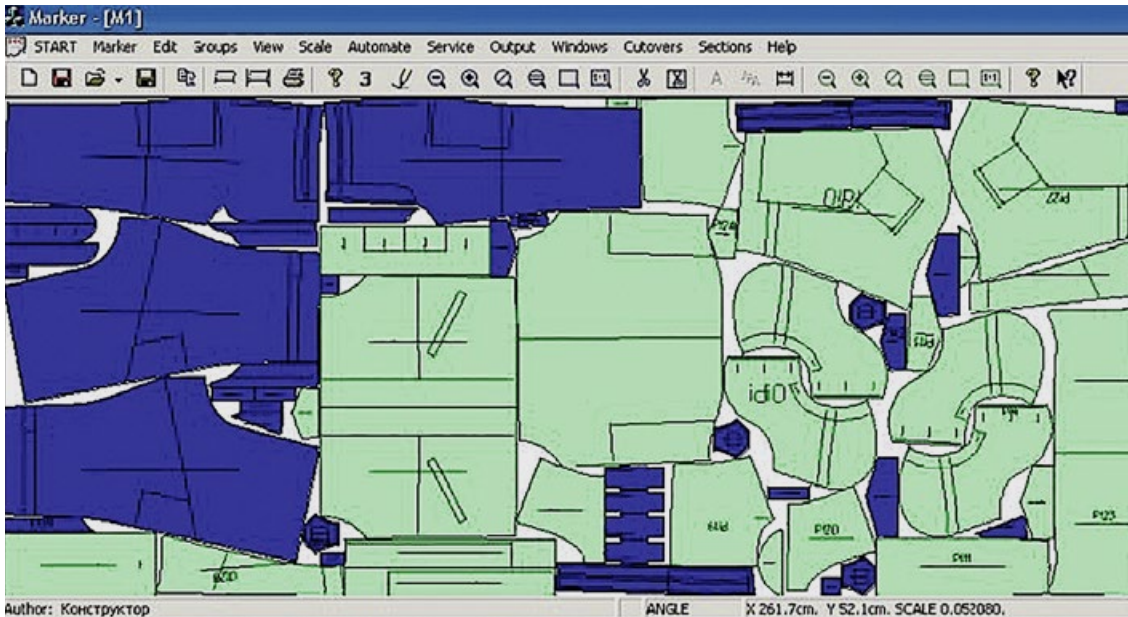 Marker - [M1]
START Marker Edit Groups View Scale Automate Service Output Windows Cutovers Sections Help
P120
P111
P123
Author: Конструктор
ANGLE
X 261.7cm. Y 52.1cm. SCALE 0.052080.